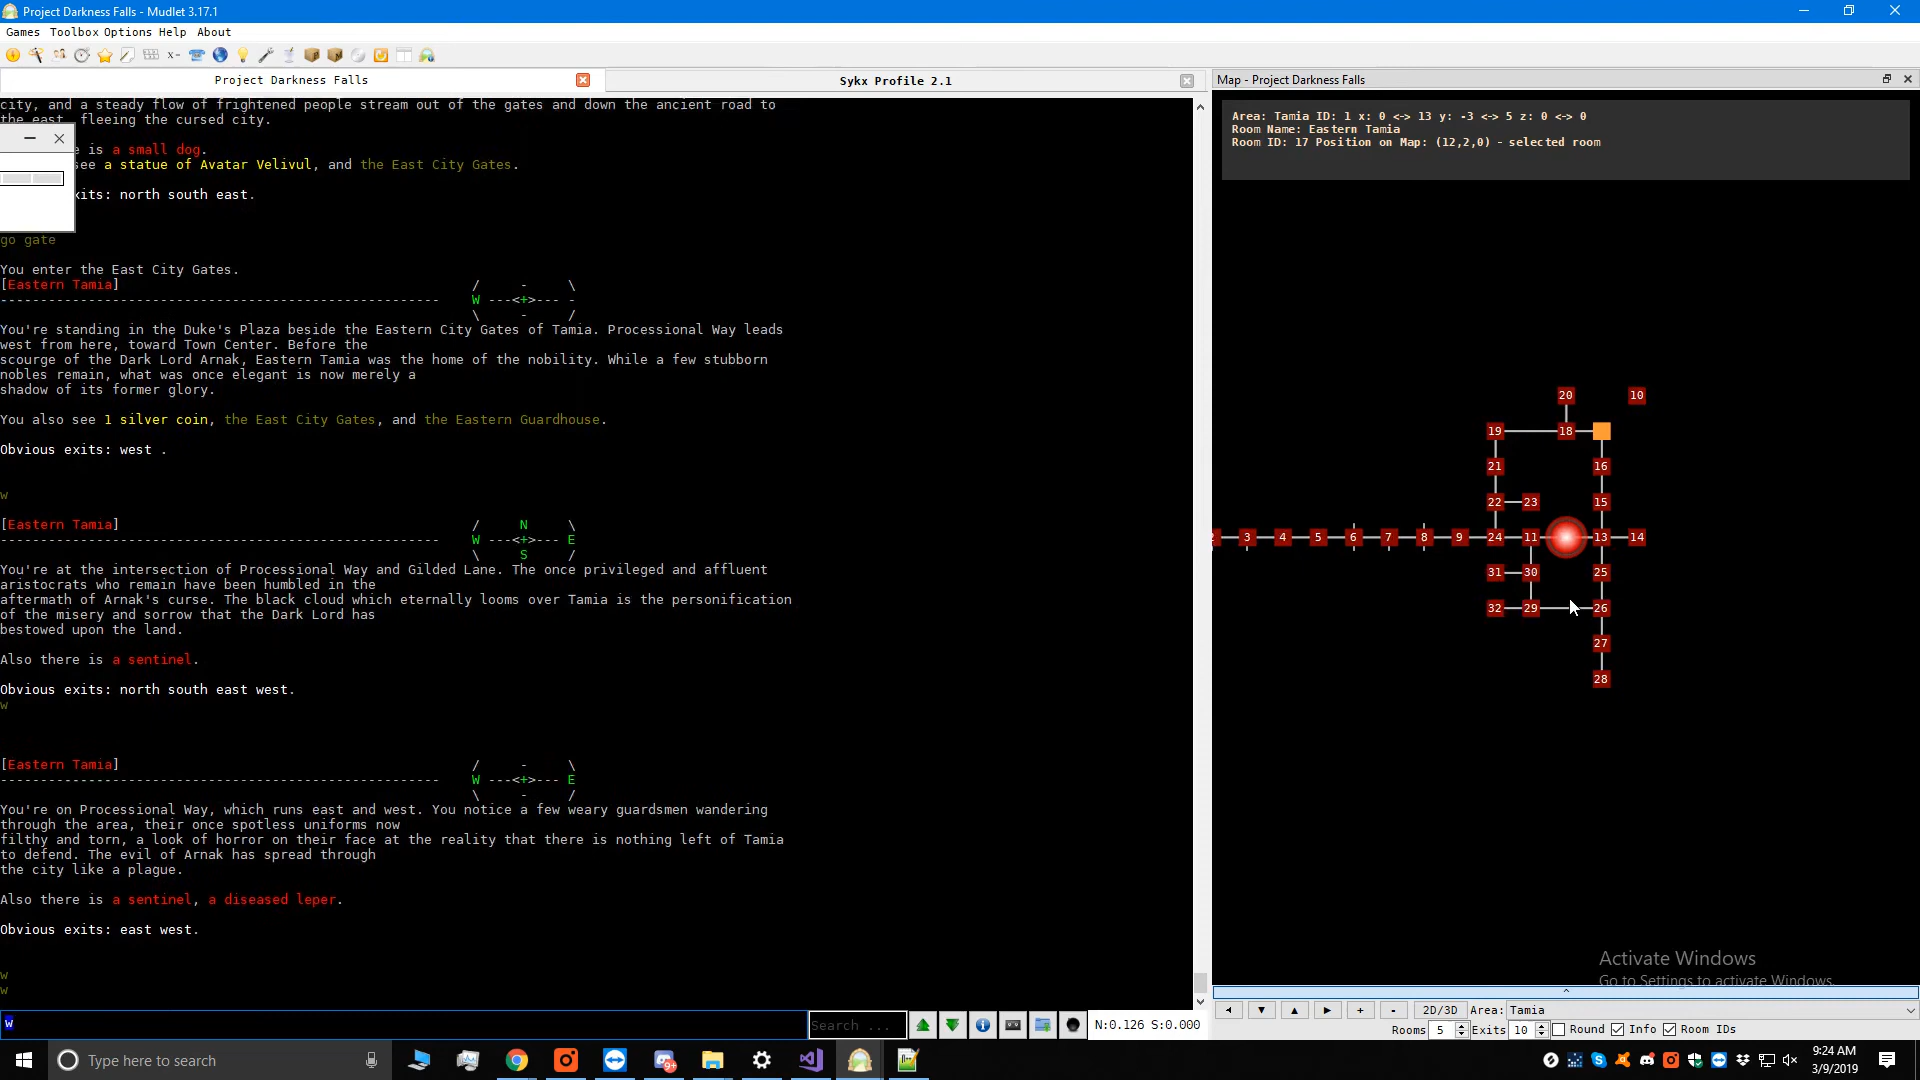 Project Darkness Falls - Mudlet 3.17.1
Games Toolbox Options Help About
Project Darkness Falls
Sykx Profile 2.1
Map - Project Darkness Falls
city, and a steady flow of frightened people stream out of the gates and down the ancient road to
the east, fleeing the cursed city.
e is a small dog.
see a statue of Avatar Velivul, and the East City Gates.
xits: north south east.
go gate
You enter the East City Gates.
[Eastern Tamia] / - \
---------------------------------------------------- W ---<+>--- -
\ - /
You're standing in the Duke's Plaza beside the Eastern City Gates of Tamia. Processional Way leads
west from here, toward Town Center. Before the
scourge of the Dark Lord Arnak, Eastern Tamia was the home of the nobility. While a few stubborn
nobles remain, what was once elegant is now merely a
shadow of its former glory.
You also see 1 silver coin, the East City Gates, and the Eastern Guardhouse.
Obvious exits: west .
w
[Eastern Tamia] / N \
---------------------------------------------------- W ---<+>--- E
\ S /
You're at the intersection of Processional Way and Gilded Lane. The once privileged and affluent
aristocrats who remain have been humbled in the
aftermath of Arnak's curse. The black cloud which eternally looms over Tamia is the personification
of the misery and sorrow that the Dark Lord has
bestowed upon the land.
Also there is a sentinel.
Obvious exits: north south east west.
w
[Eastern Tamia] / - \
---------------------------------------------------- W ---<+>--- E
\ - /
You're on Processional Way, which runs east and west. You notice a few weary guardsmen wandering
through the area, their once spotless uniforms now
filthy and torn, a look of horror on their face at the reality that there is nothing left of Tamia
to defend. The evil of Arnak has spread through
the city like a plague.
Also there is a sentinel, a diseased leper.
Obvious exits: east west.
w
w
w
Search ...
N:0.126 S:0.000
Area: Tamia ID: 1 x: 0 <-> 13 y: -3 <-> 5 z: 0 <-> 0
Room Name: Eastern Tamia
Room ID: 17 Position on Map: (12,2,0) - selected room
20 10
19 18
21 16
22 23 15
2 3 4 5 6 7 8 9 24 11 13 14
31 30 25
32 29 26
27
28
Activate Windows
Go to Settings to activate Windows.
+ - 2D/3D Area: Tamia
Rooms 5 Exits 10 Round Info Room IDs
Type here to search
9:24 AM
3/9/2019